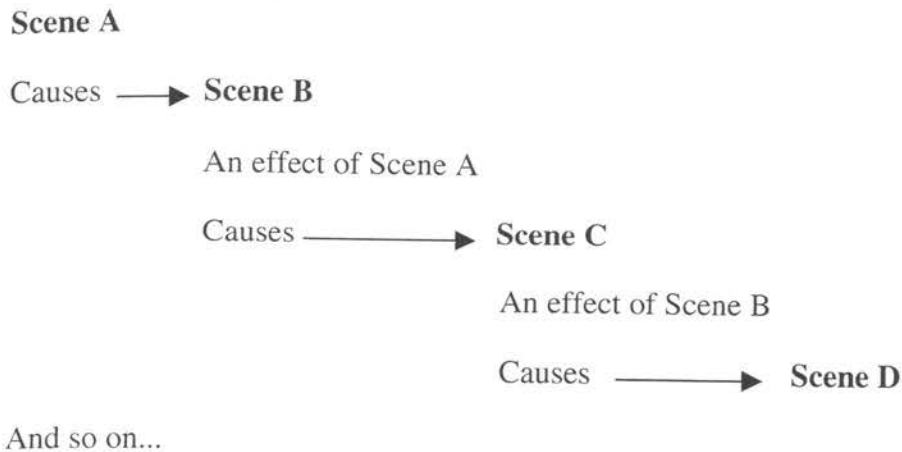 Scene A
Causes Scene B
An effect of Scene A
Causes Scene C
An effect of Scene B
Causes Scene D
And so on...